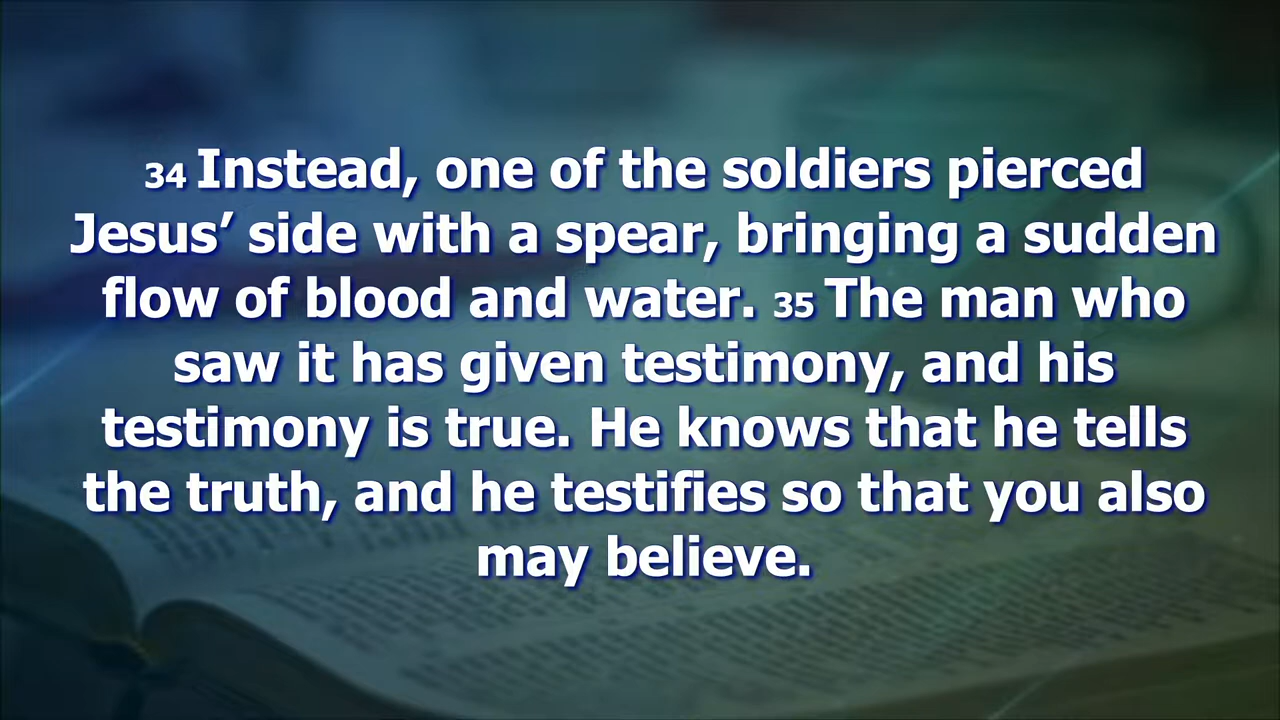 34 Instead, one of the soldiers pierced
Jesus’ side with a spear, bringing a sudden
flow of blood and water. 35 The man who
saw it has given testimony, and his
testimony is true. He knows that he tells
the truth, and he testifies so that you also
may believe.